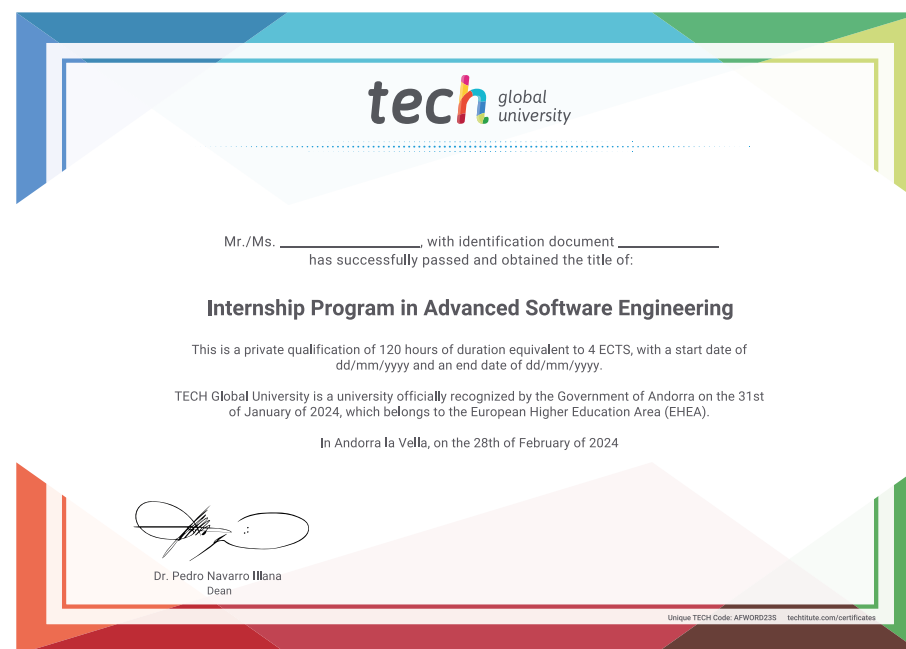 tech global
university
Mr./Ms. ____________________, with identification document ______________
has successfully passed and obtained the title of:
Internship Program in Advanced Software Engineering
This is a private qualification of 120 hours of duration equivalent to 4 ECTS, with a start date of
dd/mm/yyyy and an end date of dd/mm/yyyy.
TECH Global University is a university officially recognized by the Government of Andorra on the 31st
of January of 2024, which belongs to the European Higher Education Area (EHEA).
In Andorra la Vella, on the 28th of February of 2024
Dr. Pedro Navarro Illana
Dean
Unique TECH Code: AFWORD23S techtitute.com/certificates